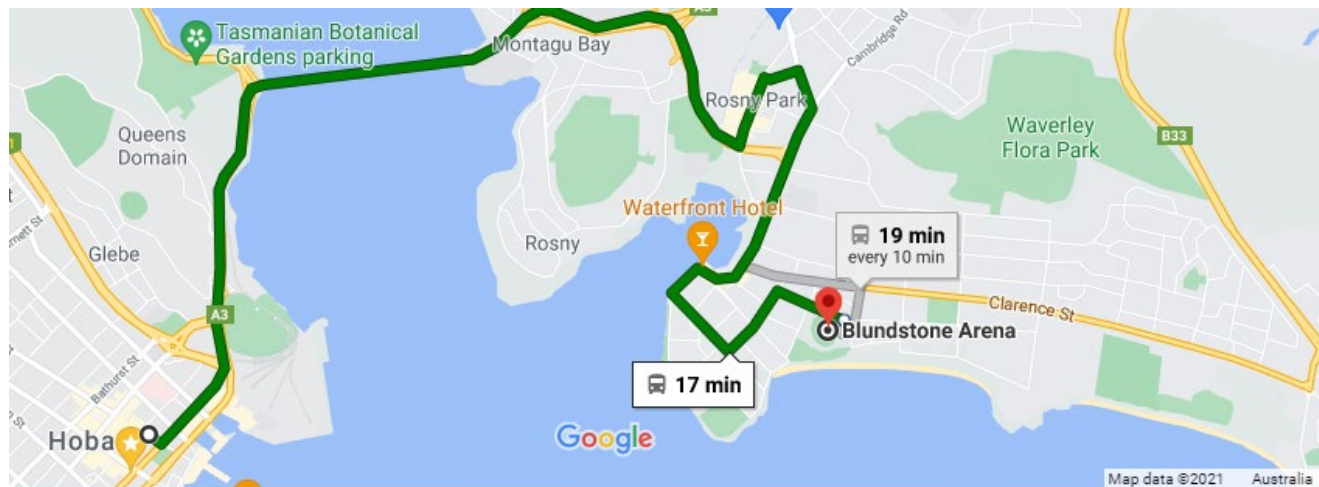 Tasmanian Botanical
Gardens parking
Montagu Bay
Cambridge Rd
Rosny Park
Queens
Domain
Waverley
Flora Park
B33
Waterfront Hotel
Rosny
Glebe
19 min
every 10 min
A3
Clarence St
Blundstone Arena
Bathurst St
17 min
Hoba
Google
Map data ©2021
Australia